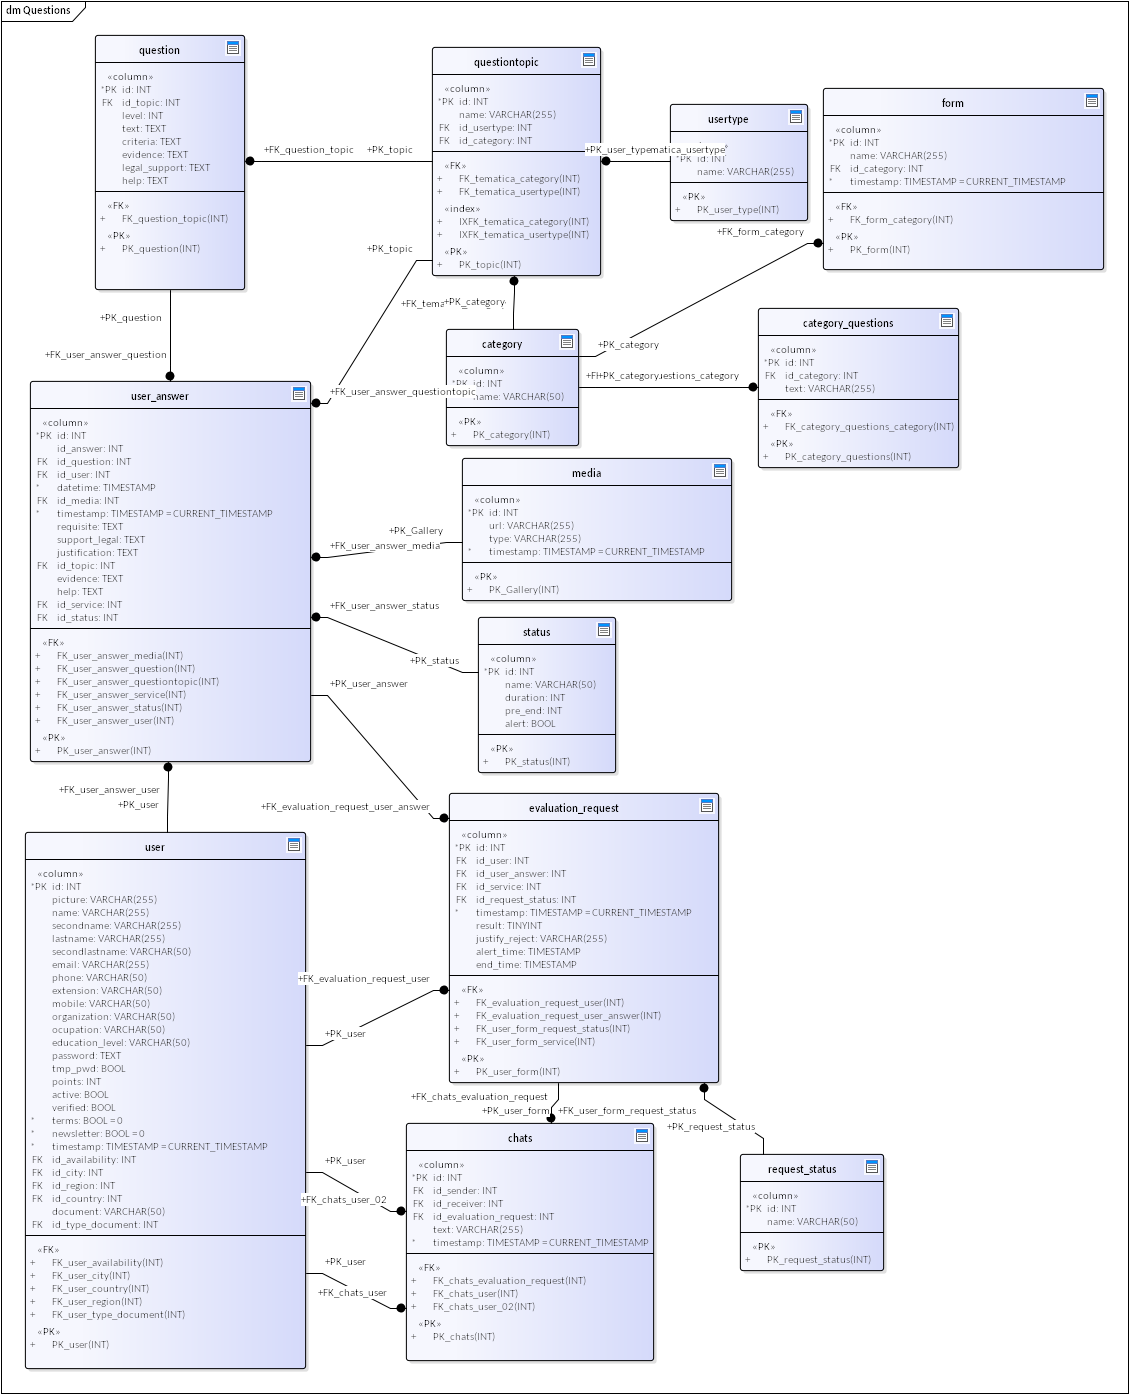 dm Questions
question
«column»
*PK id: INT
FK id_topic: INT
level: INT
text: TEXT
criteria: TEXT
evidence: TEXT
legal_support: TEXT
help: TEXT
«FK»
+ FK_question_topic(INT)
«PK»
+ PK_question(INT)
+FK_question_topic
+PK_topic
questiontopic
«column»
*PK id: INT
name: VARCHAR(255)
FK id_usertype: INT
FK id_category: INT
«FK»
+ FK_tematica_category(INT)
+ FK_tematica_usertype(INT)
«index»
+ IXFK_tematica_category(INT)
+ IXFK_tematica_usertype(INT)
«PK»
+ PK_topic(INT)
usertype
+PK_user_typematica_usertype
*PK id: INT
name: VARCHAR(255)
«PK»
+ PK_user_type(INT)
form
«column»
*PK id: INT
name: VARCHAR(255)
FK id_category: INT
* timestamp: TIMESTAMP = CURRENT_TIMESTAMP
«FK»
+ FK_form_category(INT)
«PK»
+ PK_form(INT)
+FK_form_category
+PK_topic
+FK_tema
+PK_category
+PK_question
+FK_user_answer_question
category
«column»
*PK id: INT
name: VARCHAR(50)
«PK»
+ PK_category(INT)
+PK_category
+PK_category
uestions_category
+FK_user_answer_questiontopic
category_questions
«column»
*PK id: INT
FK id_category: INT
text: VARCHAR(255)
«FK»
+ FK_category_questions_category(INT)
«PK»
+ PK_category_questions(INT)
user_answer
«column»
*PK id: INT
id_answer: INT
FK id_question: INT
FK id_user: INT
* datetime: TIMESTAMP
FK id_media: INT
* timestamp: TIMESTAMP = CURRENT_TIMESTAMP
requisite: TEXT
support_legal: TEXT
justification: TEXT
FK id_topic: INT
evidence: TEXT
help: TEXT
FK id_service: INT
FK id_status: INT
«FK»
+ FK_user_answer_media(INT)
+ FK_user_answer_question(INT)
+ FK_user_answer_questiontopic(INT)
+ FK_user_answer_service(INT)
+ FK_user_answer_status(INT)
+ FK_user_answer_user(INT)
«PK»
+ PK_user_answer(INT)
media
«column»
*PK id: INT
url: VARCHAR(255)
type: VARCHAR(255)
* timestamp: TIMESTAMP = CURRENT_TIMESTAMP
«PK»
+ PK_Gallery(INT)
+PK_Gallery
+FK_user_answer_media
+FK_user_answer_status
+PK_status
+PK_user_answer
status
«column»
*PK id: INT
name: VARCHAR(50)
duration: INT
pre_end: INT
alert: BOOL
«PK»
+ PK_status(INT)
+FK_user_answer_user
+PK_user
+FK_evaluation_request_user_answer
evaluation_request
«column»
*PK id: INT
FK id_user: INT
FK id_user_answer: INT
FK id_service: INT
FK id_request_status: INT
* timestamp: TIMESTAMP = CURRENT_TIMESTAMP
result: TINYINT
justify_reject: VARCHAR(255)
alert_time: TIMESTAMP
end_time: TIMESTAMP
«FK»
+ FK_evaluation_request_user(INT)
+ FK_evaluation_request_user_answer(INT)
+ FK_user_form_request_status(INT)
+ FK_user_form_service(INT)
«PK»
+ PK_user_form(INT)
user
«column»
*PK id: INT
picture: VARCHAR(255)
name: VARCHAR(255)
secondname: VARCHAR(255)
lastname: VARCHAR(255)
secondlastname: VARCHAR(50)
email: VARCHAR(255)
phone: VARCHAR(50)
extension: VARCHAR(50)
mobile: VARCHAR(50)
organization: VARCHAR(50)
ocupation: VARCHAR(50)
education_level: VARCHAR(50)
password: TEXT
tmp_pwd: BOOL
points: INT
active: BOOL
verified: BOOL
* terms: BOOL = 0
* newsletter: BOOL = 0
* timestamp: TIMESTAMP = CURRENT_TIMESTAMP
FK id_availability: INT
FK id_city: INT
FK id_region: INT
FK id_country: INT
document: VARCHAR(50)
FK id_type_document: INT
«FK»
+ FK_user_availability(INT)
+ FK_user_city(INT)
+ FK_user_country(INT)
+ FK_user_region(INT)
+ FK_user_type_document(INT)
«PK»
+ PK_user(INT)
+FK_evaluation_request_user
+PK_user
+FK_chats_evaluation_request
+PK_user_form
+FK_user_form_request_status
+PK_request_status
+PK_user
+FK_chats_user_02
+PK_user
+FK_chats_user
chats
«column»
*PK id: INT
FK id_sender: INT
FK id_receiver: INT
FK id_evaluation_request: INT
text: VARCHAR(255)
* timestamp: TIMESTAMP = CURRENT_TIMESTAMP
«FK»
+ FK_chats_evaluation_request(INT)
+ FK_chats_user(INT)
+ FK_chats_user_02(INT)
«PK»
+ PK_chats(INT)
request_status
«column»
*PK id: INT
name: VARCHAR(50)
«PK»
+ PK_request_status(INT)